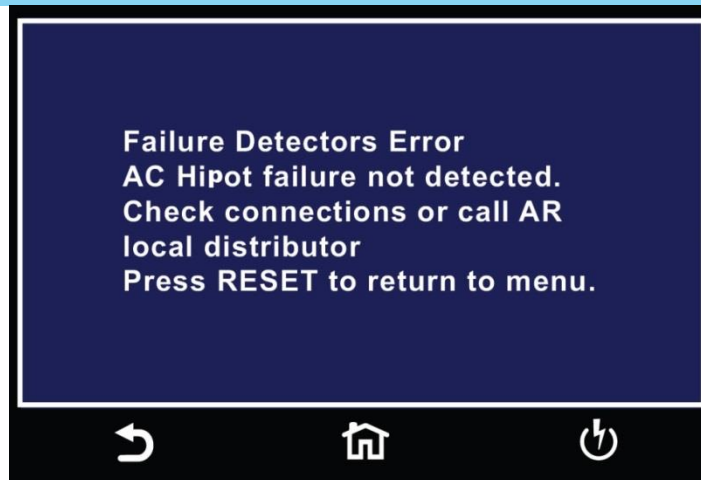 Failure Detectors Error
AC Hipot failure not detected.
Check connections or call AR
local distributor
Press RESET to return to menu.